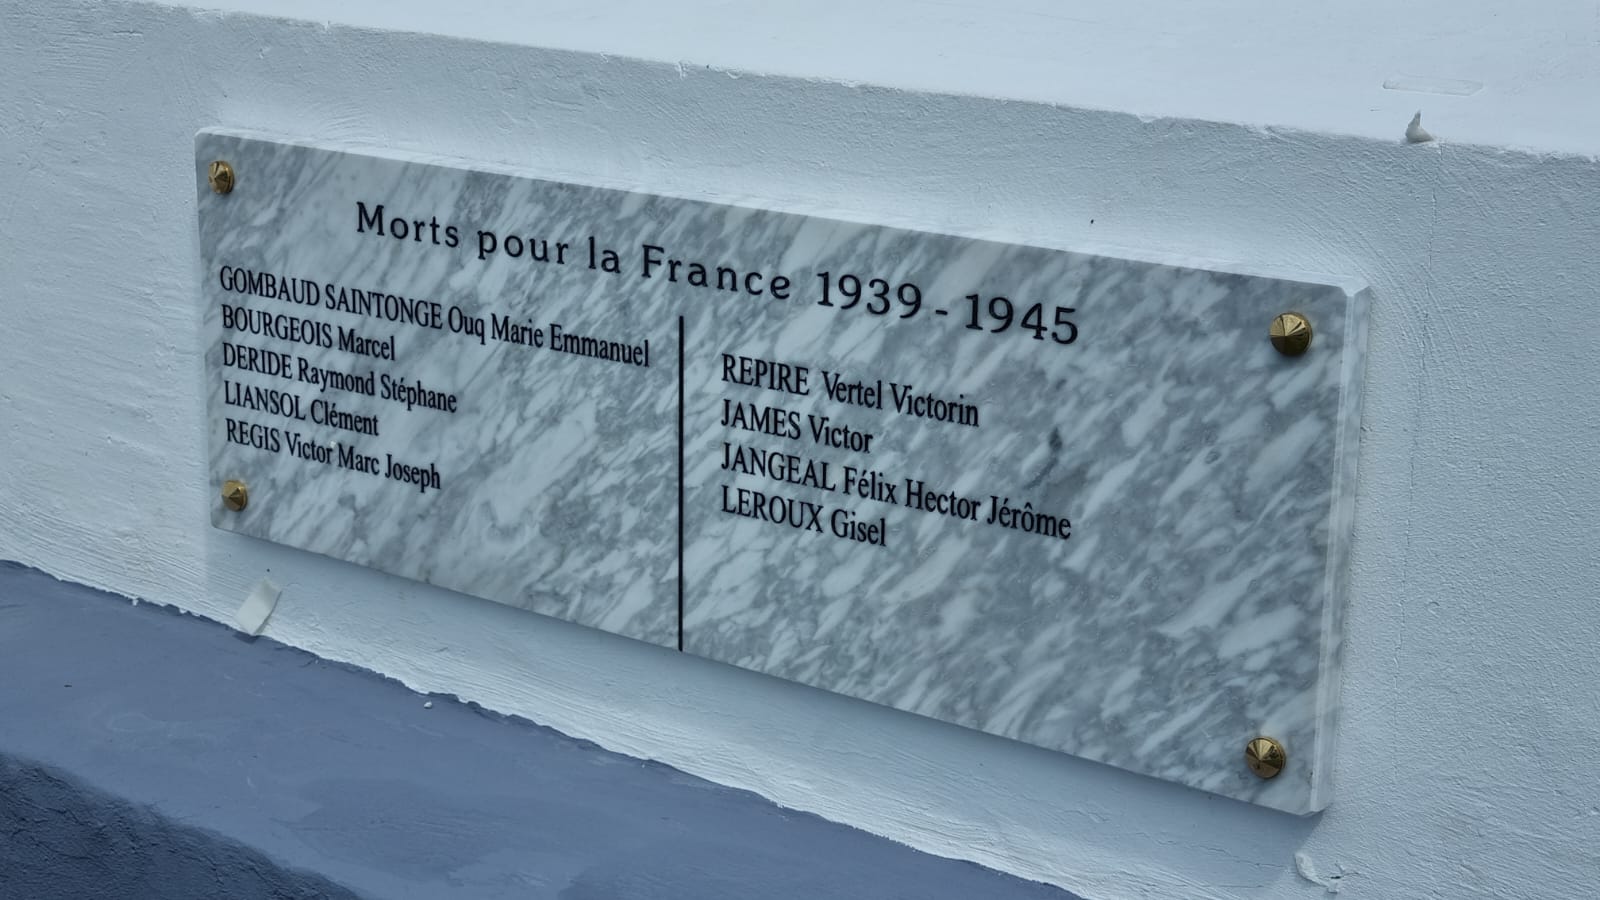 Morts pour la France 1939 - 1945
GOMBAUD SAINTONGE Ouq Marie Emmanuel
BOURGEOIS Marcel
DERIDE Raymond Stéphane
LIANSOL Clément
REGIS Victor Marc Joseph
REPIRE Vertel Victorin
JAMES Victor
JANGEAL Félix Hector Jérôme
LEROUX Gisel